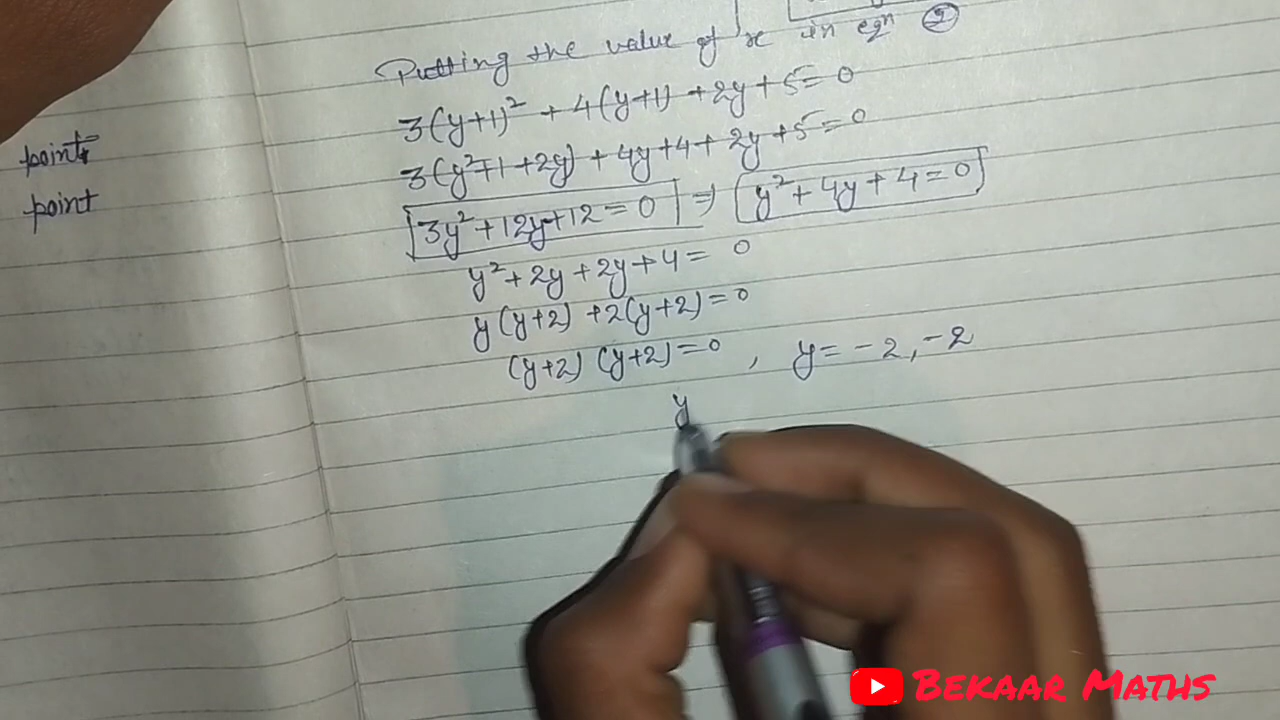 Putting the value of x in eqn ②
3(y+1)² + 4(y+1) + 2y + 5 = 0
point
3(y²+1+2y) + 4y+4 + 2y+5 = 0
point
3y² + 12y + 12 = 0 ⇒ y² + 4y + 4 = 0
y² + 2y + 2y + 4 = 0
y(y+2) + 2(y+2) = 0
(y+2) (y+2) = 0 , y = -2, -2
y
Bekaar Maths